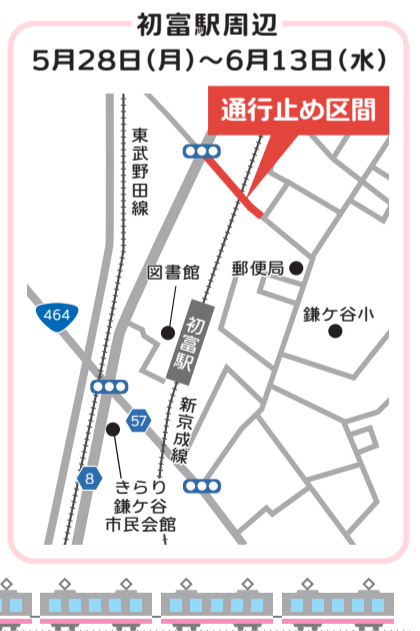 初富駅周辺
5月28日(月)～6月13日(水)
通行止め区間
東武野田線
図書館
郵便局
464
初富駅
鎌ケ谷小
57
新京成線
8
きらり
鎌ケ谷
市民会館